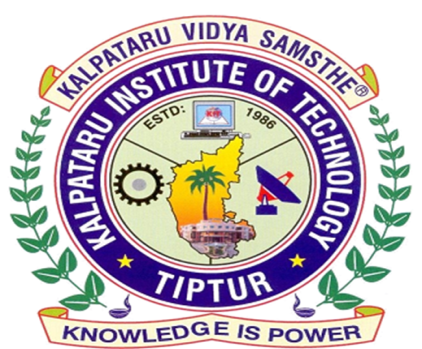 KALPATARU VIDYA SAMSTHE®
KALPATARU INSTITUTE OF TECHNOLOGY
ESTD: 1986
TIPTUR
KNOWLEDGE IS POWER